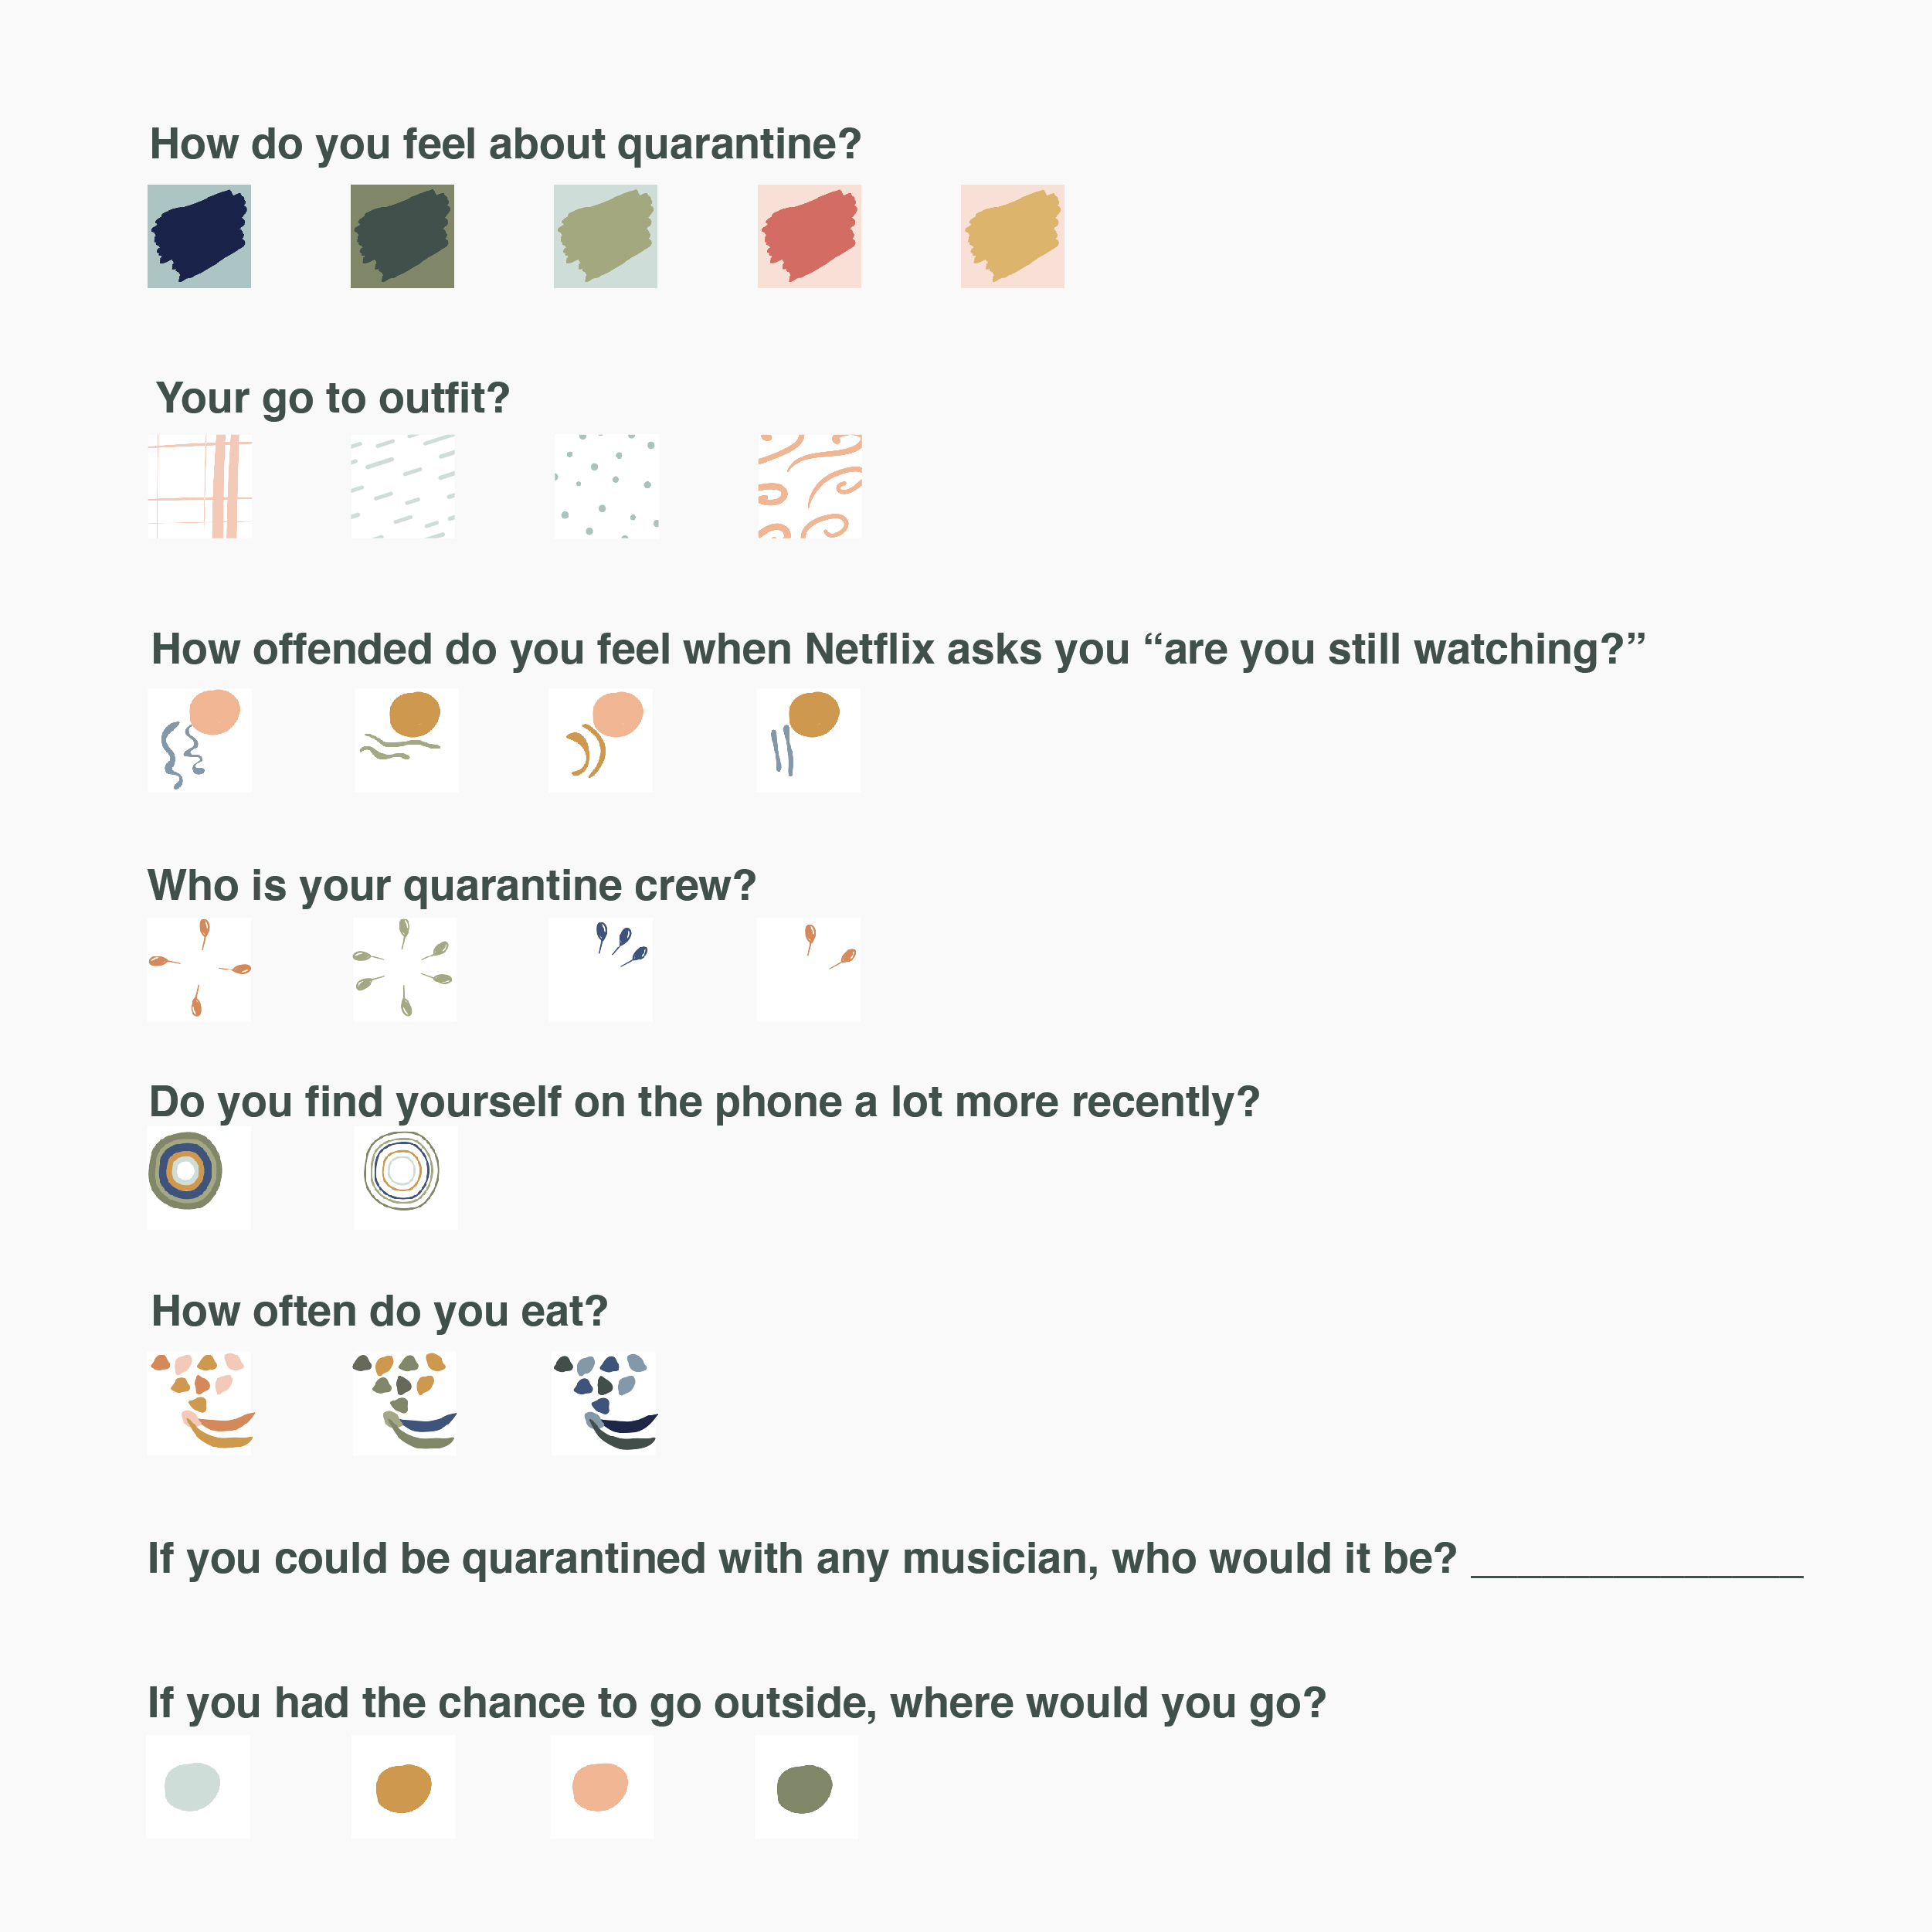 How do you feel about quarantine?
Your go to outfit?
How offended do you feel when Netflix asks you “are you still watching?”
Who is your quarantine crew?
Do you find yourself on the phone a lot more recently?
How often do you eat?
If you could be quarantined with any musician, who would it be? ______________
If you had the chance to go outside, where would you go?